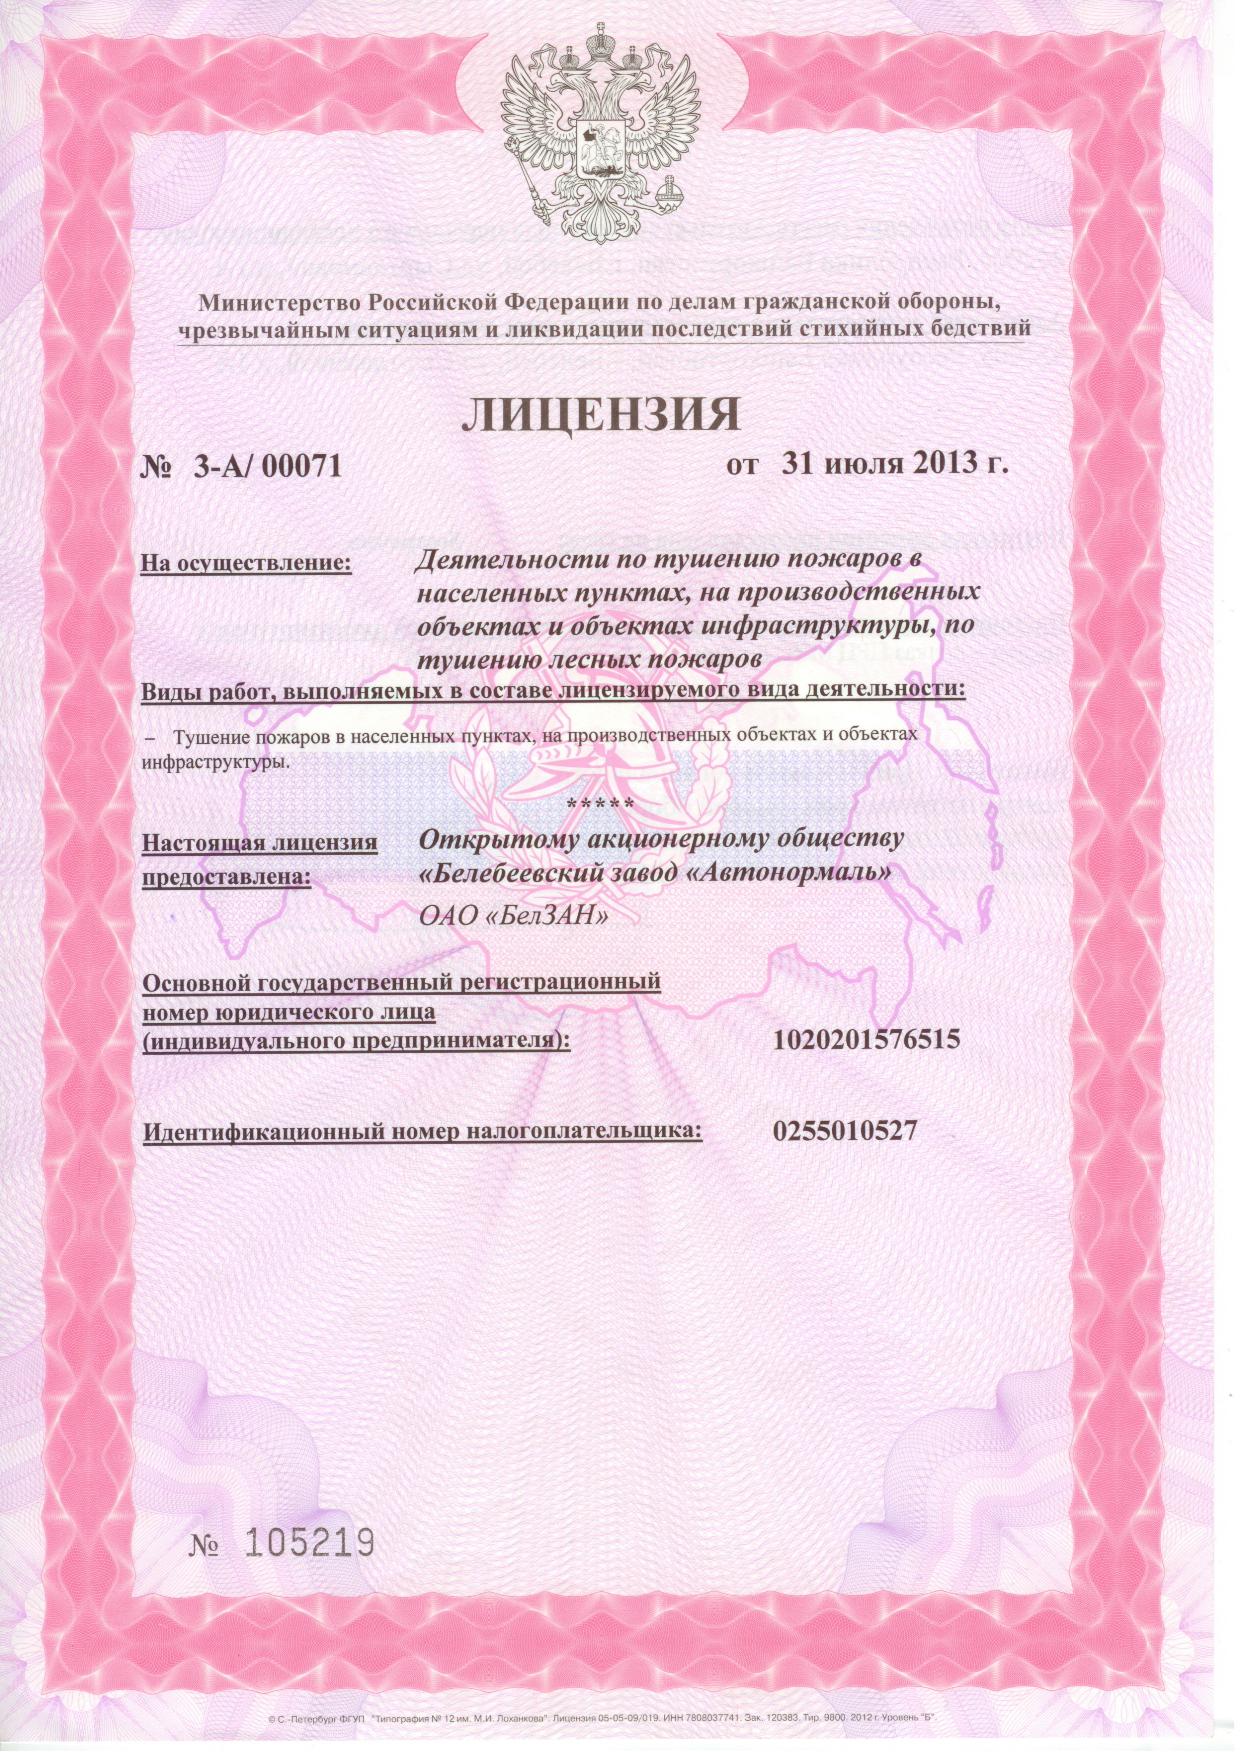 Министерство Российской Федерации по делам гражданской обороны,
чрезвычайным ситуациям и ликвидации последствий стихийных бедствий
ЛИЦЕНЗИЯ
№ 3-А/ 00071 от 31 июля 2013 г.
На осуществление: Деятельности по тушению пожаров в
населенных пунктах, на производственных
объектах и объектах инфраструктуры, по
тушению лесных пожаров
Виды работ, выполняемых в составе лицензируемого вида деятельности:
– Тушение пожаров в населенных пунктах, на производственных объектах и объектах
инфраструктуры.
*****
Настоящая лицензия Открытому акционерному обществу
предоставлена: «Белебеевский завод «Автонормаль»
ОАО «БелЗАН»
Основной государственный регистрационный
номер юридического лица
(индивидуального предпринимателя): 1020201576515
Идентификационный номер налогоплательщика: 0255010527
№ 105219
© С.-Петербург ФГУП "Типография № 12 им. М.И. Лоханкова". Лицензия 05-05-09/019. ИНН 7808037741. Зак. 120383. Тир. 9800. 2012 г. Уровень "Б".